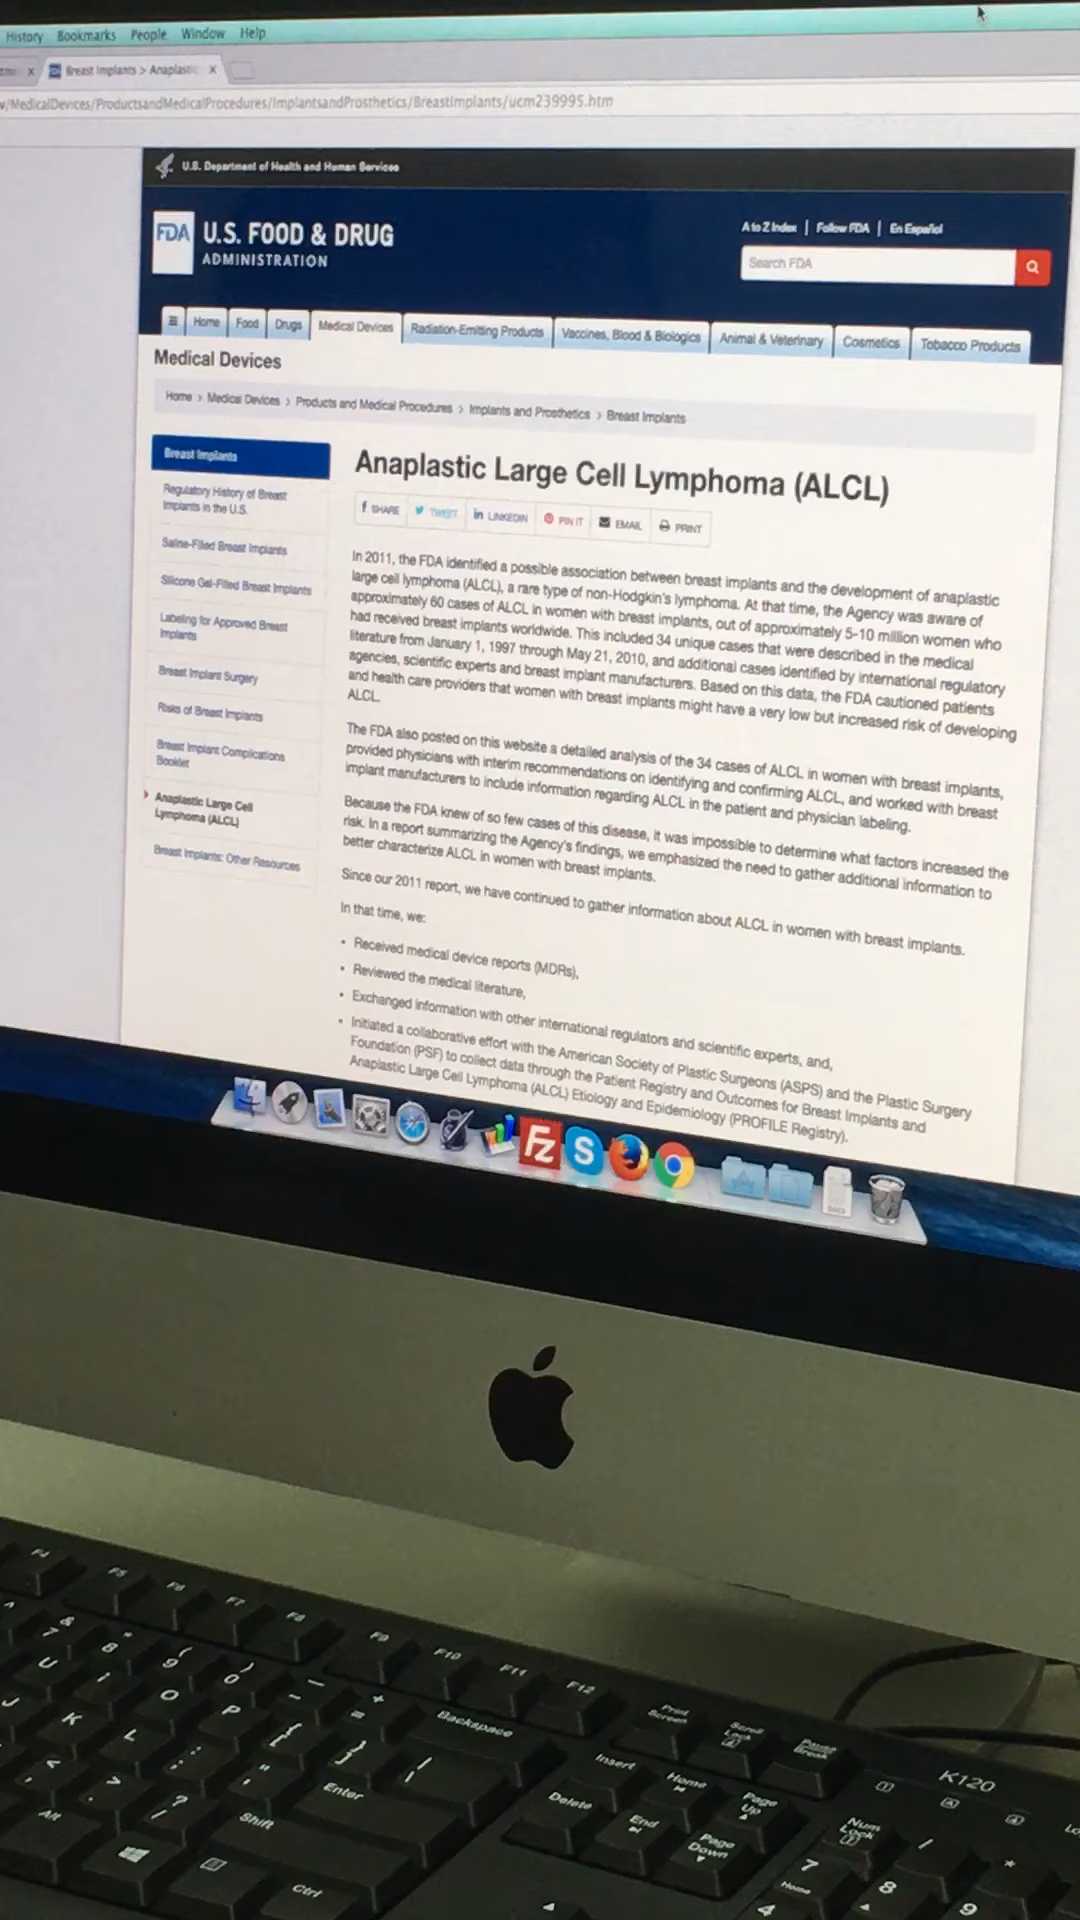 History Bookmarks People Window Help
Breast Implants > Anaplastic
/MedicalDevices/ProductsandMedicalProcedures/ImplantsandProsthetics/BreastImplants/ucm239995.htm
U.S. Department of Health and Human Services
FDA
U.S. FOOD & DRUG
ADMINISTRATION
A to Z Index | Follow FDA | En Español
Search FDA
Home Food Drugs Medical Devices Radiation-Emitting Products Vaccines, Blood & Biologics Animal & Veterinary Cosmetics Tobacco Products
Medical Devices
Home > Medical Devices > Products and Medical Procedures > Implants and Prosthetics > Breast Implants
Breast Implants
Regulatory History of Breast
Implants in the U.S.
Saline-Filled Breast Implants
Silicone Gel-Filled Breast Implants
Labeling for Approved Breast
Implants
Breast Implant Surgery
Risks of Breast Implants
Breast Implant Complications
Booklet
Anaplastic Large Cell
Lymphoma (ALCL)
Breast Implants: Other Resources
Anaplastic Large Cell Lymphoma (ALCL)
f SHARE TWEET in LINKEDIN PIN IT EMAIL PRINT
In 2011, the FDA identified a possible association between breast implants and the development of anaplastic
large cell lymphoma (ALCL), a rare type of non-Hodgkin's lymphoma. At that time, the Agency was aware of
approximately 60 cases of ALCL in women with breast implants, out of approximately 5-10 million women who
had received breast implants worldwide. This included 34 unique cases that were described in the medical
literature from January 1, 1997 through May 21, 2010, and additional cases identified by international regulatory
agencies, scientific experts and breast implant manufacturers. Based on this data, the FDA cautioned patients
and health care providers that women with breast implants might have a very low but increased risk of developing
ALCL.
The FDA also posted on this website a detailed analysis of the 34 cases of ALCL in women with breast implants,
provided physicians with interim recommendations on identifying and confirming ALCL, and worked with breast
implant manufacturers to include information regarding ALCL in the patient and physician labeling.
Because the FDA knew of so few cases of this disease, it was impossible to determine what factors increased the
risk. In a report summarizing the Agency's findings, we emphasized the need to gather additional information to
better characterize ALCL in women with breast implants.
Since our 2011 report, we have continued to gather information about ALCL in women with breast implants.
In that time, we:
• Received medical device reports (MDRs),
• Reviewed the medical literature,
• Exchanged information with other international regulators and scientific experts, and,
• Initiated a collaborative effort with the American Society of Plastic Surgeons (ASPS) and the Plastic Surgery
Foundation (PSF) to collect data through the Patient Registry and Outcomes for Breast Implants and
Anaplastic Large Cell Lymphoma (ALCL) Etiology and Epidemiology (PROFILE Registry).
Fz S
DOCX
F4 F5 F6 F7 F8 F9 F10 F11 F12
Print
Screen
Scroll
Lock
Pause
Break
K120
& 7 * 8 ( 9 ) 0 _ - + = Backspace
Insert Home Page
Up
Num
Lock / *
U I O P { [ } ] | \
Delete End Page
Down
7
Home
8 9
J K L : ; " ' Enter
4
< , > . ? / Shift
Alt Ctrl